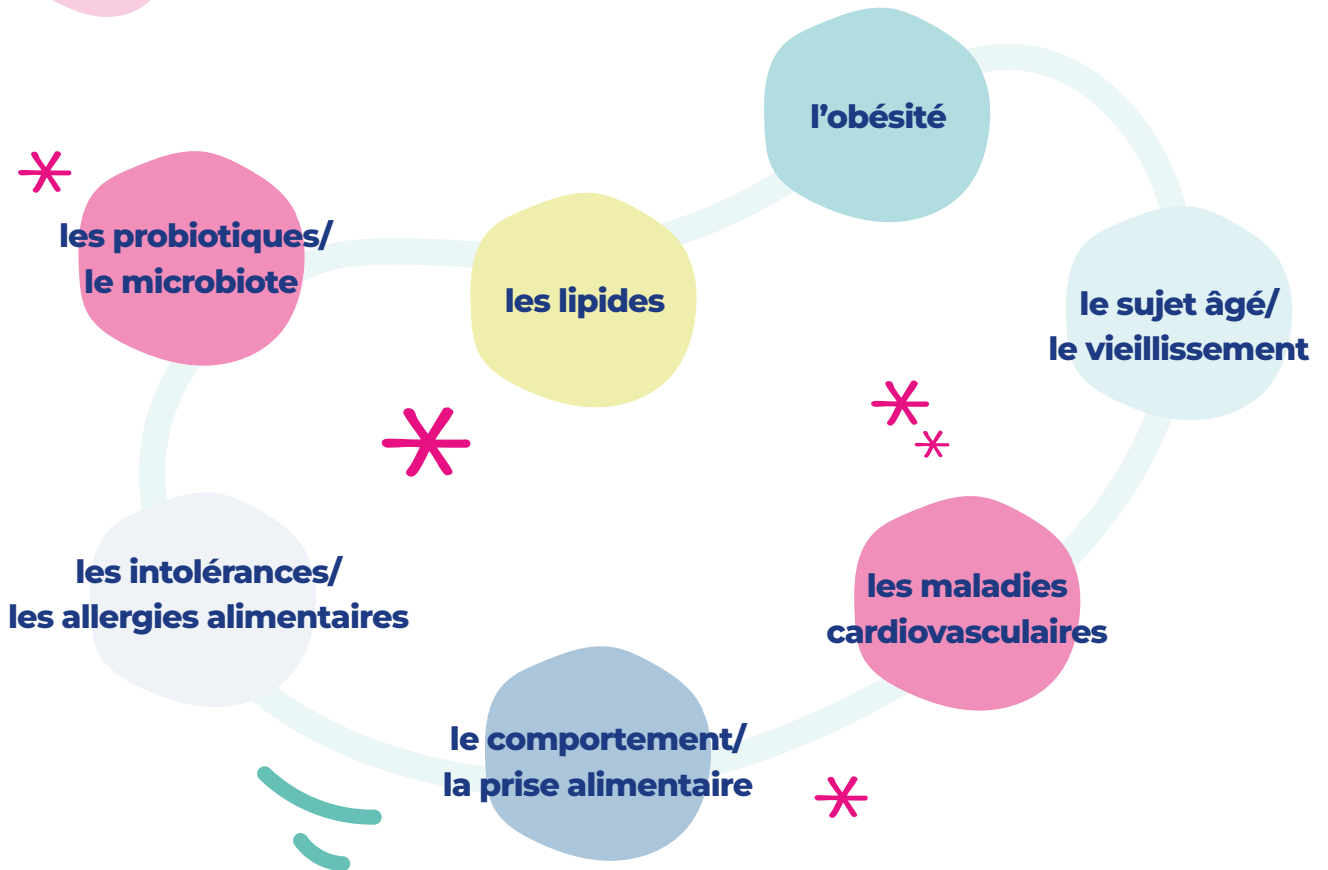 l’obésité
les probiotiques/
le microbiote
les lipides
le sujet âgé/
le vieillissement
les intolérances/
les allergies alimentaires
les maladies
cardiovasculaires
le comportement/
la prise alimentaire